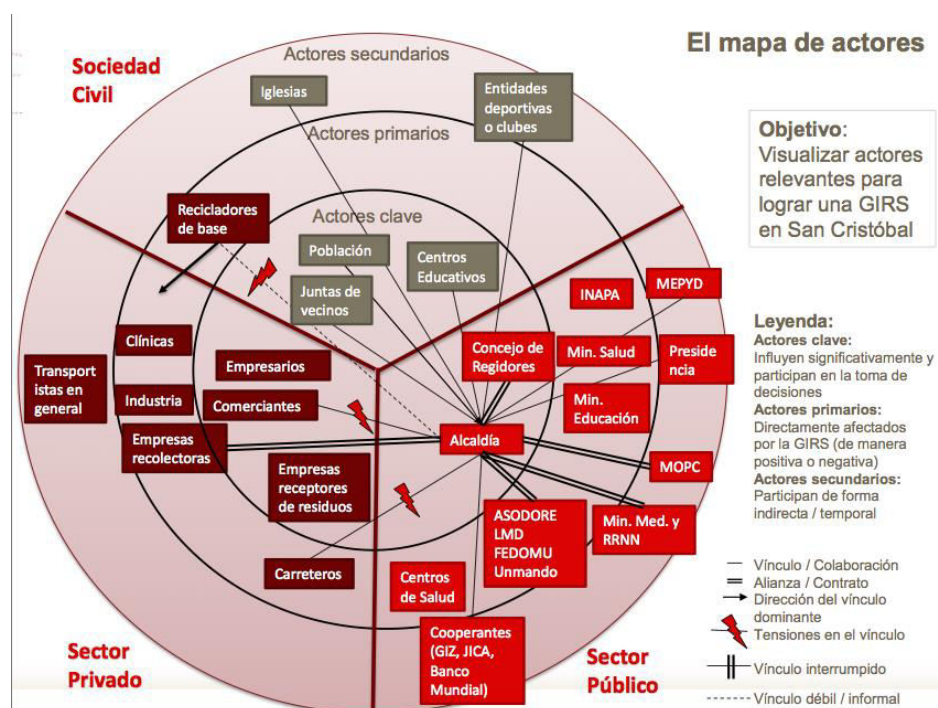 El mapa de actores
Objetivo:
Visualizar actores
relevantes para
lograr una GIRS
en San Cristóbal
Sociedad
Civil
Actores secundarios
Iglesias
Entidades
deportivas
o clubes
Actores primarios
Recicladores
de base
Actores clave
Población
Centros
Educativos
Juntas de
vecinos
INAPA
MEPYD
Concejo de
Regidores
Min. Salud
Preside
ncia
Min.
Educación
Alcaldía
MOPC
ASODORE
LMD
FEDOMU
Unmando
Min. Med. y
RRNN
Centros
de Salud
Cooperantes
(GIZ, JICA,
Banco
Mundial)
Sector
Público
Clínicas
Empresarios
Transport
istas en
general
Industria
Comerciantes
Empresas
recolectoras
Empresas
receptores
de residuos
Carreteros
Sector
Privado
Leyenda:
Actores clave:
Influyen significativamente y
participan en la toma de
decisiones
Actores primarios:
Directamente afectados
por la GIRS (de manera
positiva o negativa)
Actores secundarios:
Participan de forma
indirecta / temporal
Vínculo / Colaboración
Alianza / Contrato
Dirección del vínculo
dominante
Tensiones en el vínculo
Vínculo interrumpido
Vínculo débil / informal